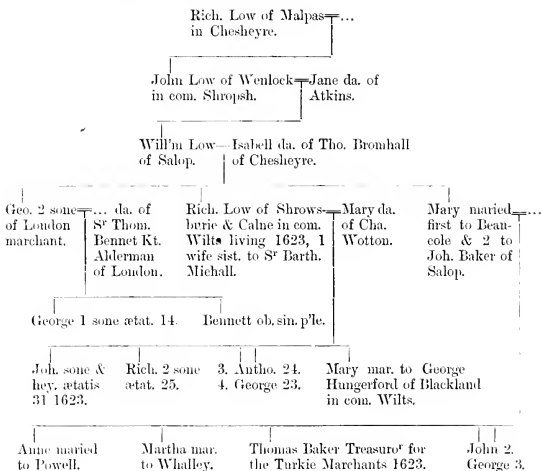 Rich. Low of Malpas=...
in Chesheyre.
John Low of Wenlock=Jane da. of
in com. Shropsh. Atkins.
Will'm Low—Isabell da. of Tho. Bromhall
of Salop. of Chesheyre.
Geo. 2 sone=... da. of Rich. Low of Shrows-=Mary da. Mary maried=...
of London Sr Thom. burie & Calne in com. of Cha. first to Beau-
marchant. Bennet Kt. Wilts living 1623, 1 Wotton. cole & 2 to
Alderman wife sist. to Sr Barth. Joh. Baker of
of London. Michall. Salop.
George 1 sone ætat. 14. Bennett ob. sin. p'le.
Joh. sone & Rich. 2 sone 3. Antho. 24. Mary mar. to George
hey. ætatis ætat. 25. 4. George 23. Hungerford of Blackland
31 1623. in com. Wilts.
Anne maried Martha mar. Thomas Baker Treasuror for John 2.
to Powell. to Whalley. the Turkie Marchants 1623. George 3.